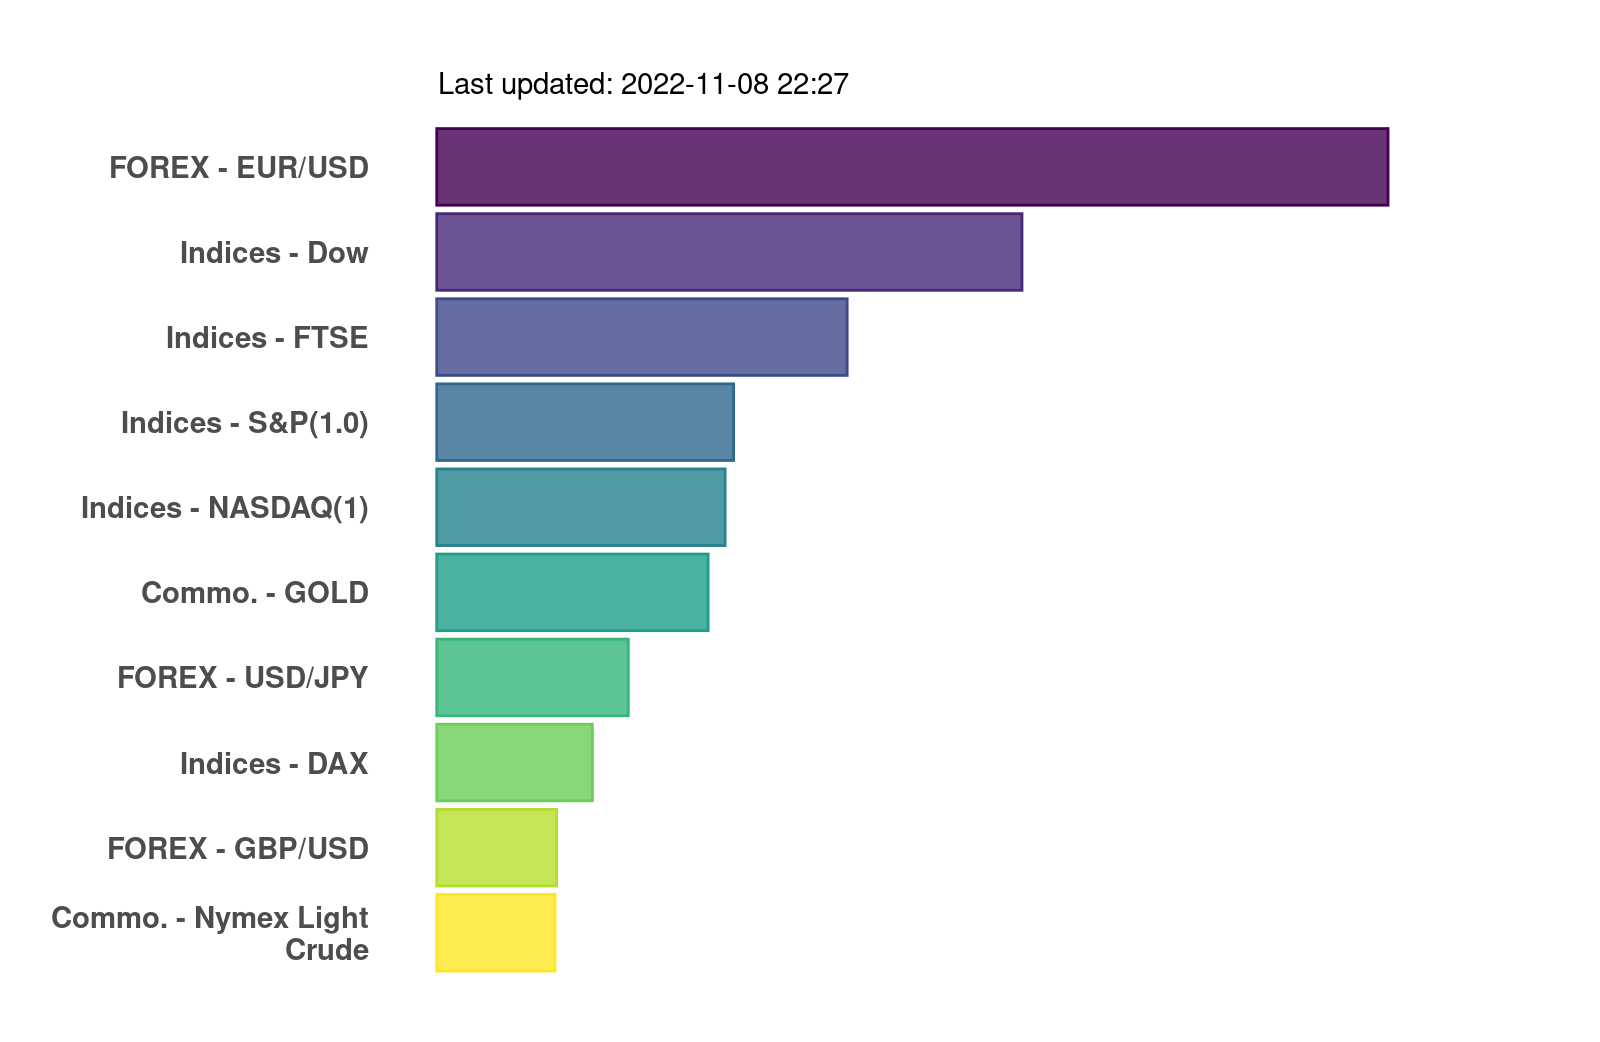 Last updated: 2022-11-08 22:27
FOREX - EUR/USD
Indices - Dow
Indices - FTSE
Indices - S&P(1.0)
Indices - NASDAQ(1)
Commo. - GOLD
FOREX - USD/JPY
Indices - DAX
FOREX - GBP/USD
Commo. - Nymex Light
Crude